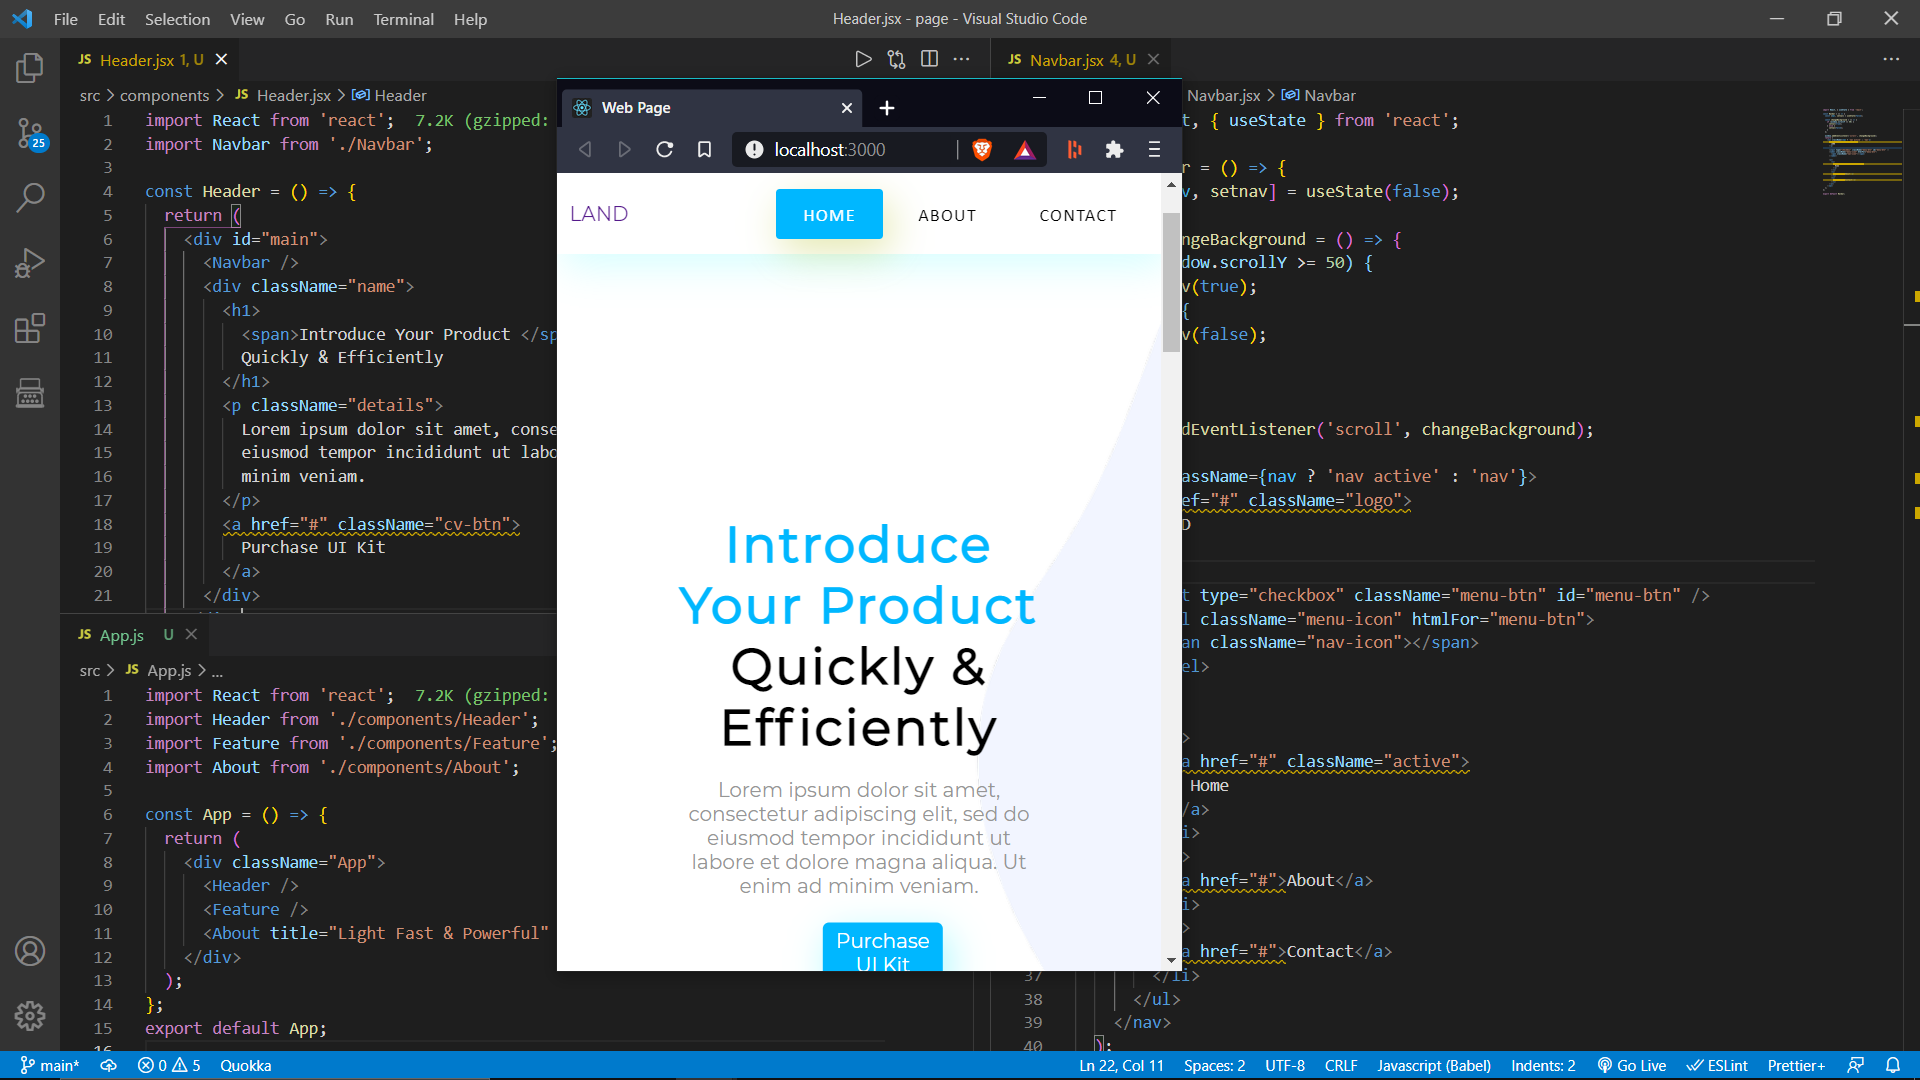 File Edit Selection View Go Run Terminal Help
Header.jsx - page - Visual Studio Code
JS Header.jsx 1, U
src > components > JS Header.jsx > Header
1 import React from 'react'; 7.2K (gzipped:
2 import Navbar from './Navbar';
3
4 const Header = () => {
5 return (
6 <div id="main">
7 <Navbar />
8 <div className="name">
9 <h1>
10 <span>Introduce Your Product </sp
11 Quickly & Efficiently
12 </h1>
13 <p className="details">
14 Lorem ipsum dolor sit amet, conse
15 eiusmod tempor incididunt ut labo
16 minim veniam.
17 </p>
18 <a href="#" className="cv-btn">
19 Purchase UI Kit
20 </a>
21 </div>
JS App.js U
src > JS App.js > ...
1 import React from 'react'; 7.2K (gzipped:
2 import Header from './components/Header';
3 import Feature from './components/Feature';
4 import About from './components/About';
5
6 const App = () => {
7 return (
8 <div className="App">
9 <Header />
10 <Feature />
11 <About title="Light Fast & Powerful"
12 </div>
13 );
14 };
15 export default App;
16
Web Page
localhost:3000
LAND
HOME ABOUT CONTACT
Introduce
Your Product
Quickly &
Efficiently
Lorem ipsum dolor sit amet,
consectetur adipiscing elit, sed do
eiusmod tempor incididunt ut
labore et dolore magna aliqua. Ut
enim ad minim veniam.
Purchase
UI Kit
JS Navbar.jsx 4, U
Navbar.jsx > Navbar
t, { useState } from 'react';
r = () => {
v, setnav] = useState(false);
ngeBackground = () => {
dow.scrollY >= 50) {
v(true);
{
v(false);
dEventListener('scroll', changeBackground);
assName={nav ? 'nav active' : 'nav'}>
ef="#" className="logo">
D
t type="checkbox" className="menu-btn" id="menu-btn" />
l className="menu-icon" htmlFor="menu-btn">
an className="nav-icon"></span>
el>
>
a href="#" className="active">
Home
/a>
i>
>
a href="#">About</a>
i>
>
a href="#">Contact</a>
37 </li>
38 </ul>
39 </nav>
40 );
25
main* 0 5 Quokka
Ln 22, Col 11 Spaces: 2 UTF-8 CRLF Javascript (Babel) Indents: 2 Go Live ESLint Prettier+